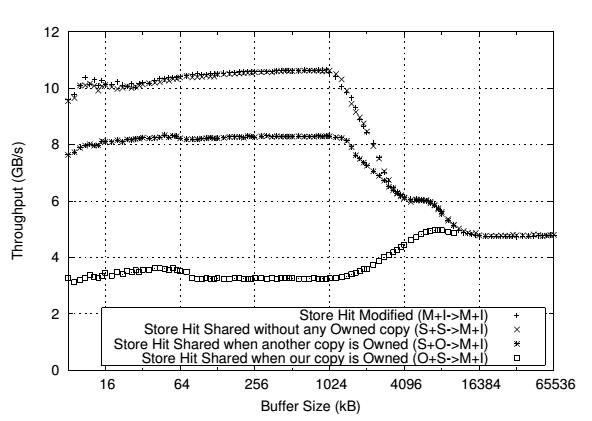 12
10
8
6
4
2
0
Throughput (GB/s)
Store Hit Modified (M+I->M+I)
Store Hit Shared without any Owned copy (S+S->M+I)
Store Hit Shared when another copy is Owned (S+O->M+I)
Store Hit Shared when our copy is Owned (O+S->M+I)
16 64 256 1024 4096 16384 65536
Buffer Size (kB)